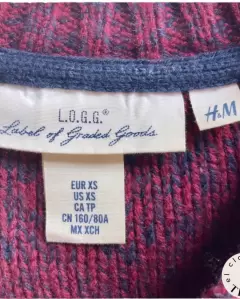 L.O.G.G.®
Label of Graded Goods
H&M
EUR XS
US XS
CA TP
CN 160/80A
MX XCH